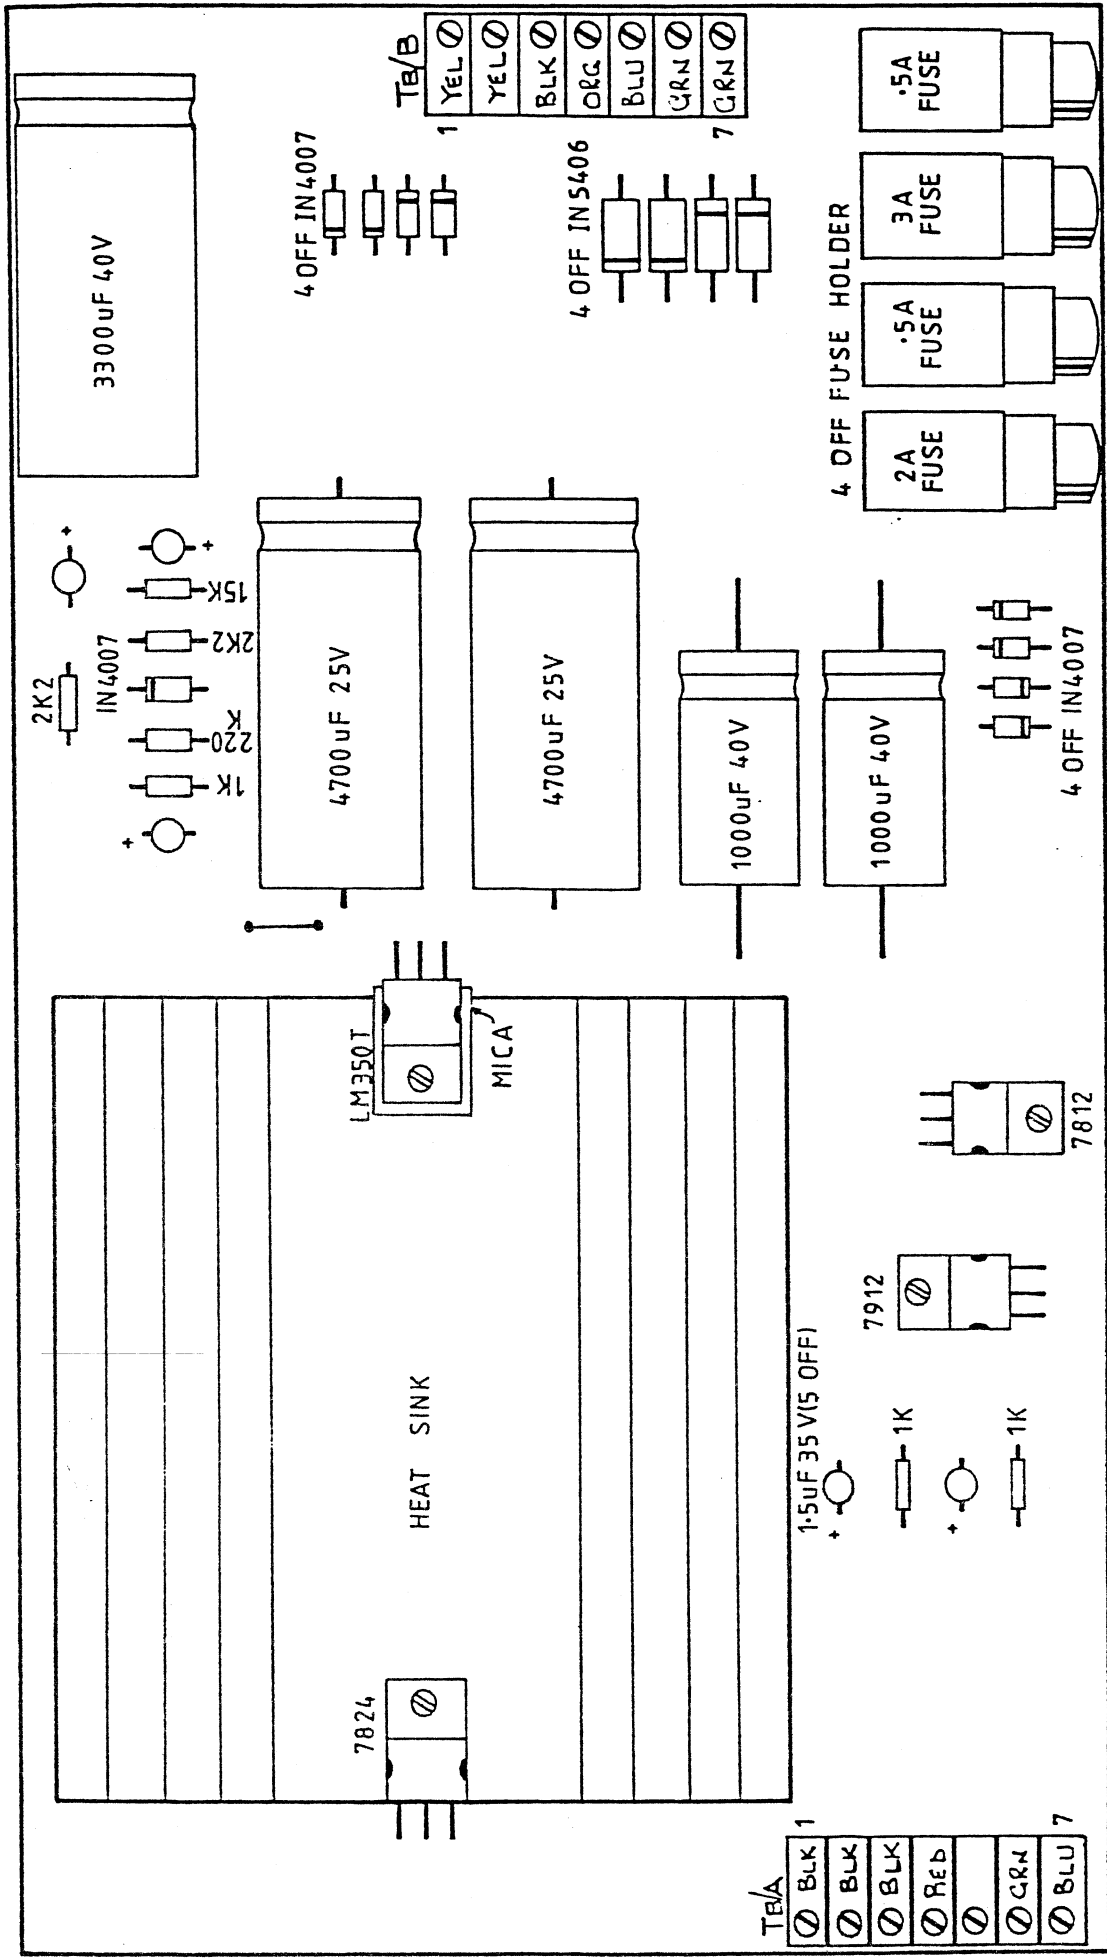 TB/B
YEL
YEL
BLK
ORG
BLU
GRN
GRN
1
7
3300uF 40V
4 OFF IN4007
4 OFF IN5406
4 OFF FUSE HOLDER
.5A
FUSE
3A
FUSE
.5A
FUSE
2A
FUSE
+
2K2
+
15K
2K2
IN4007
220
K
1K
+
4700uF 25V
4700uF 25V
1000uF 40V
1000uF 40V
4 OFF IN4007
LM350T
MICA
HEAT SINK
7824
7812
7912
1.5uF 35V(5 OFF)
+
1K
+
1K
TB/A
BLK
BLK
BLK
RED
GRN
BLU
1
7